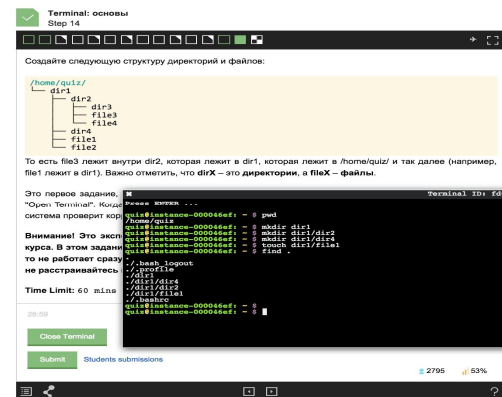 Terminal: основы
Step 14
Создайте следующую структуру директорий и файлов:
/home/quiz/
└── dir1
├── dir2
│ ├── dir3
│ ├── file3
│ └── file4
├── dir4
├── file1
└── file2
То есть file3 лежит внутри dir2, которая лежит в dir1, которая лежит в /home/quiz/ и так далее (например,
file1 лежит в dir1). Важно отметить, что dirX – это директории, а fileX – файлы.
Это первое задание,
"Open Terminal". Когда
система проверит кор
Внимание! Это эксп
курса. В этом задани
то не работает сразу
не расстраивайтесь
Time Limit: 60 mins
28:59
Close Terminal
Submit
Students submissions
2795
53%
Terminal ID: fd
Press ENTER ...
quiz@instance-000046ef: ~ $ pwd
/home/quiz
quiz@instance-000046ef: ~ $ mkdir dir1
quiz@instance-000046ef: ~ $ mkdir dir1/dir2
quiz@instance-000046ef: ~ $ mkdir dir1/dir4
quiz@instance-000046ef: ~ $ touch dir1/file1
quiz@instance-000046ef: ~ $ find .
.
./.bash_logout
./.profile
./dir1
./dir1/dir4
./dir1/dir2
./dir1/file1
./.bashrc
quiz@instance-000046ef: ~ $
quiz@instance-000046ef: ~ $